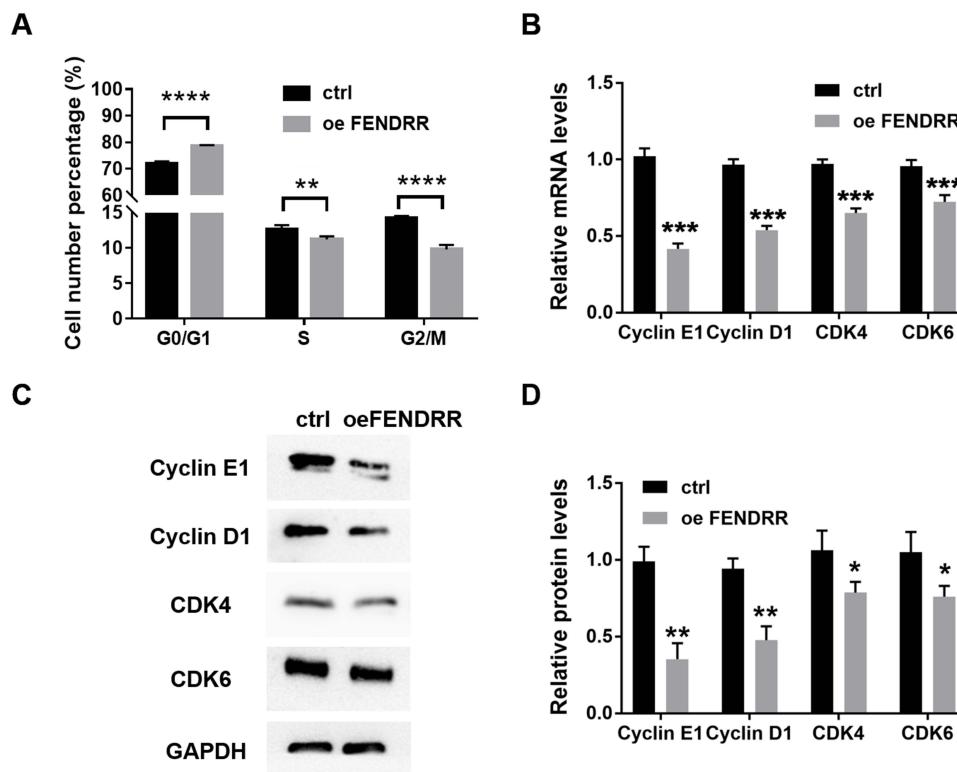 A
Cell number percentage (%)
100
90
80
70
60
15
10
5
0
****
**
****
ctrl
oe FENDRR
G0/G1
S
G2/M
B
Relative mRNA levels
1.5
1.0
0.5
0.0
ctrl
oe FENDRR
***
***
***
***
Cyclin E1
Cyclin D1
CDK4
CDK6
C
ctrl oeFENDRR
Cyclin E1
Cyclin D1
CDK4
CDK6
GAPDH
D
Relative protein levels
1.5
1.0
0.5
0.0
ctrl
oe FENDRR
**
**
*
*
Cyclin E1
Cyclin D1
CDK4
CDK6